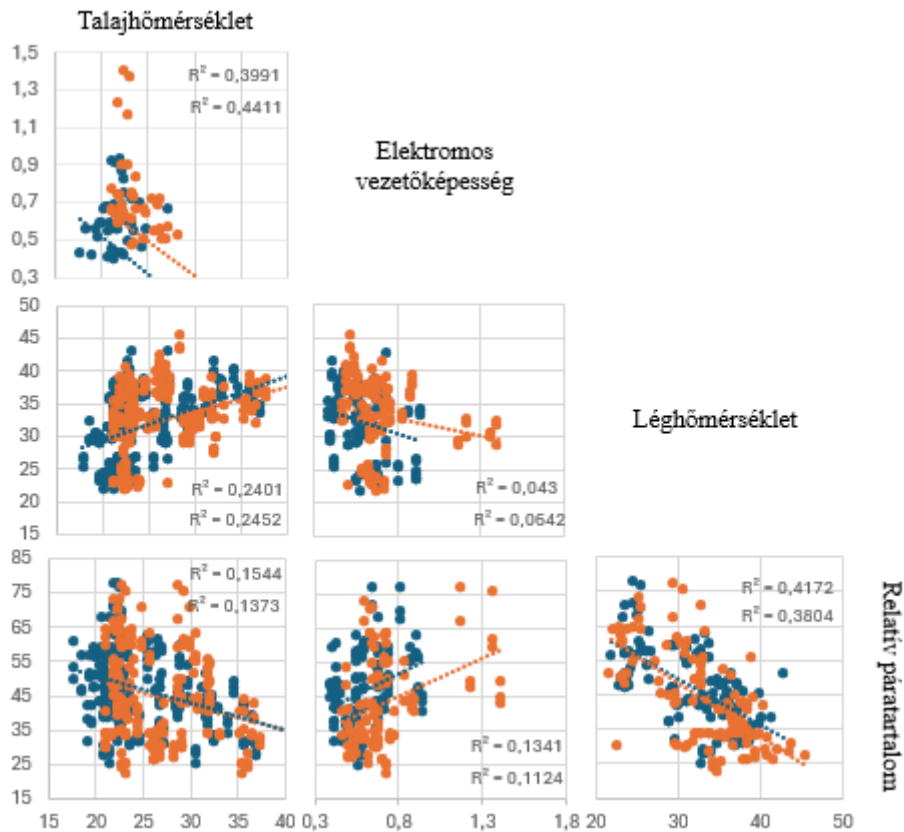 Talajhőmérséklet
1,5
1,3
1,1
0,9
0,7
0,5
0,3
R² = 0,3991
R² = 0,4411
Elektromos
vezetőképesség
50
45
40
35
30
25
20
15
R² = 0,2401
R² = 0,2452
R² = 0,043
R² = 0,0642
Léghőmérséklet
85
75
65
55
45
35
25
15
R² = 0,1544
R² = 0,1373
R² = 0,1341
R² = 0,1124
R² = 0,4172
R² = 0,3804
Relatív páratartalom
15 20 25 30 35 40
0,3 0,8 1,3 1,8
20 30 40 50